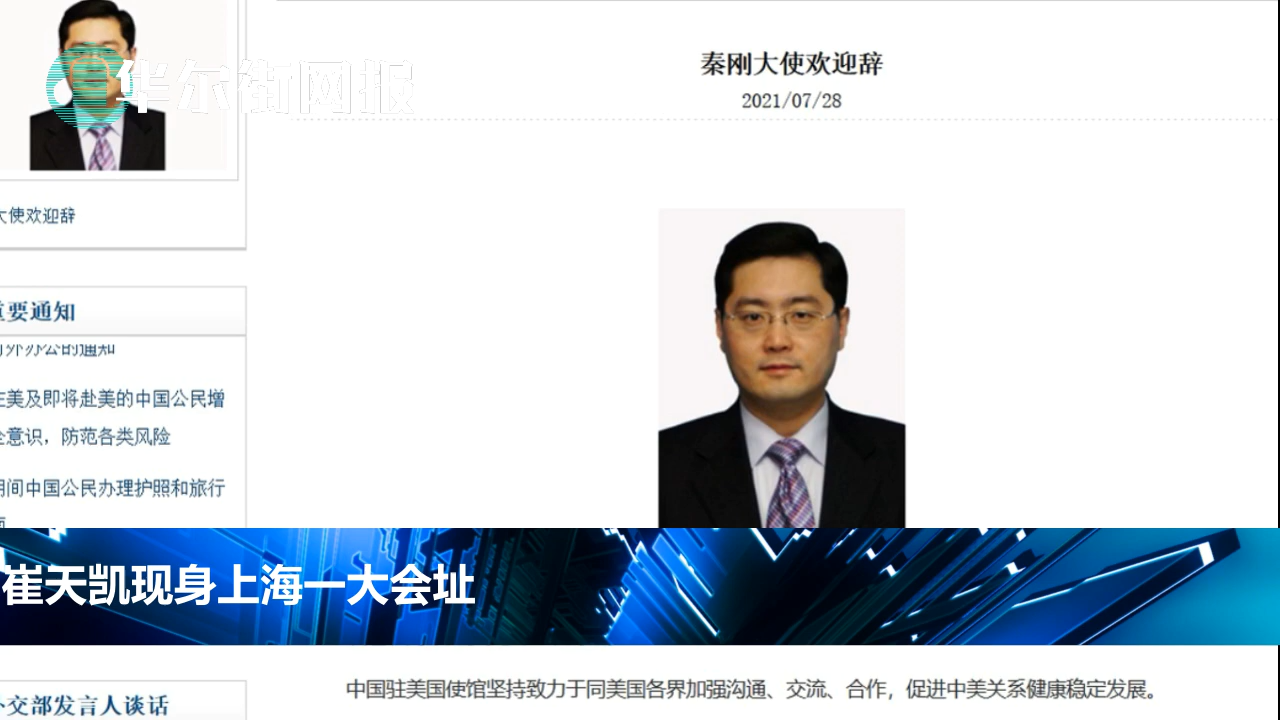 华尔街网报
秦刚大使欢迎辞
2021/07/28
大使欢迎辞
重要通知
外办公的通知
在美及即将赴美的中国公民增
全意识，防范各类风险
期间中国公民办理护照和旅行
崔天凯现身上海一大会址
中国驻美国使馆坚持致力于同美国各界加强沟通、交流、合作，促进中美关系健康稳定发展。
外交部发言人谈话